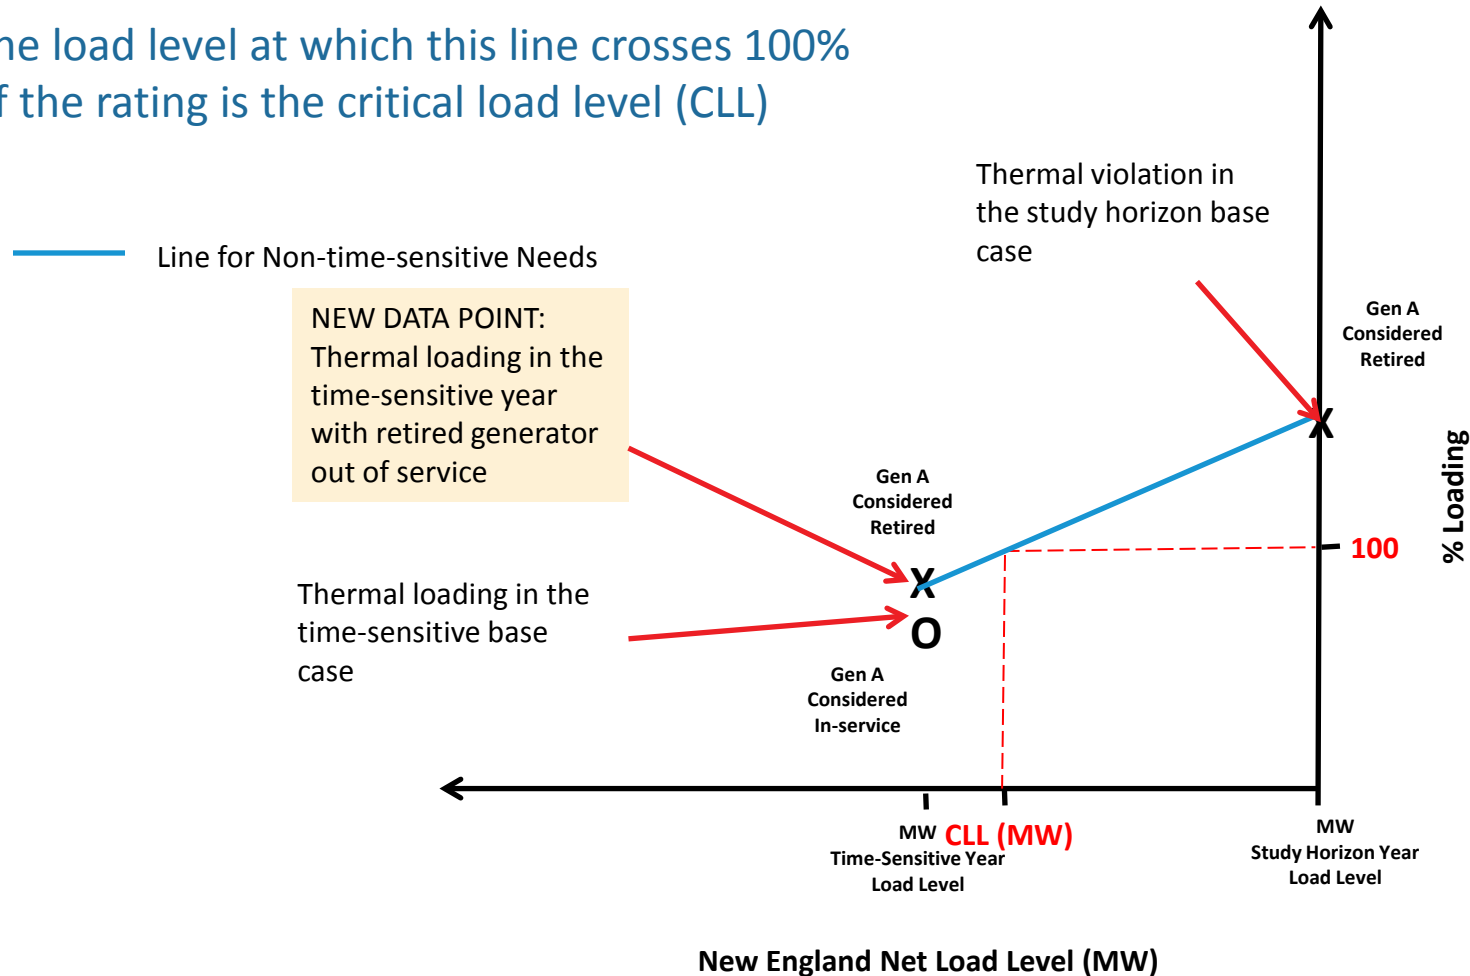 he load level at which this line crosses 100%
f the rating is the critical load level (CLL)
Thermal violation in
the study horizon base
case
Line for Non-time-sensitive Needs
NEW DATA POINT:
Thermal loading in the
time-sensitive year
with retired generator
out of service
Gen A
Considered
Retired
Gen A
Considered
Retired
% Loading
100
X
X
O
Thermal loading in the
time-sensitive base
case
Gen A
Considered
In-service
MW
Time-Sensitive Year
Load Level
CLL (MW)
MW
Study Horizon Year
Load Level
New England Net Load Level (MW)